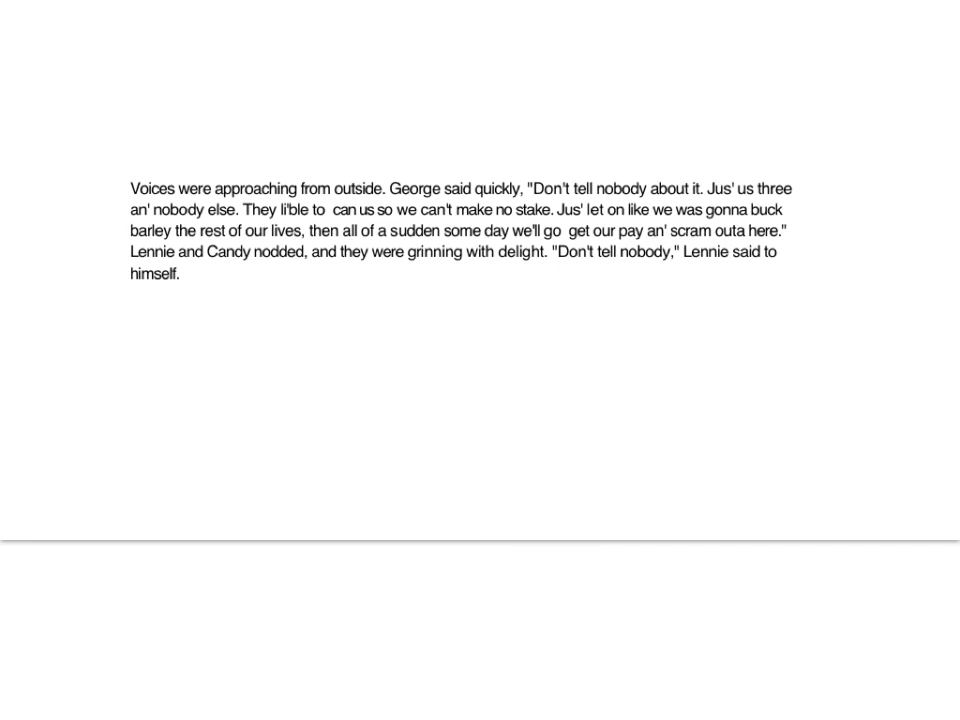 Voices were approaching from outside. George said quickly, "Don't tell nobody about it. Jus' us three
an' nobody else. They li'ble to  can us so we can't make no stake. Jus' let on like we was gonna buck
barley the rest of our lives, then all of a sudden some day we'll go  get our pay an' scram outa here."
Lennie and Candy nodded, and they were grinning with delight. "Don't tell nobody," Lennie said to
himself.